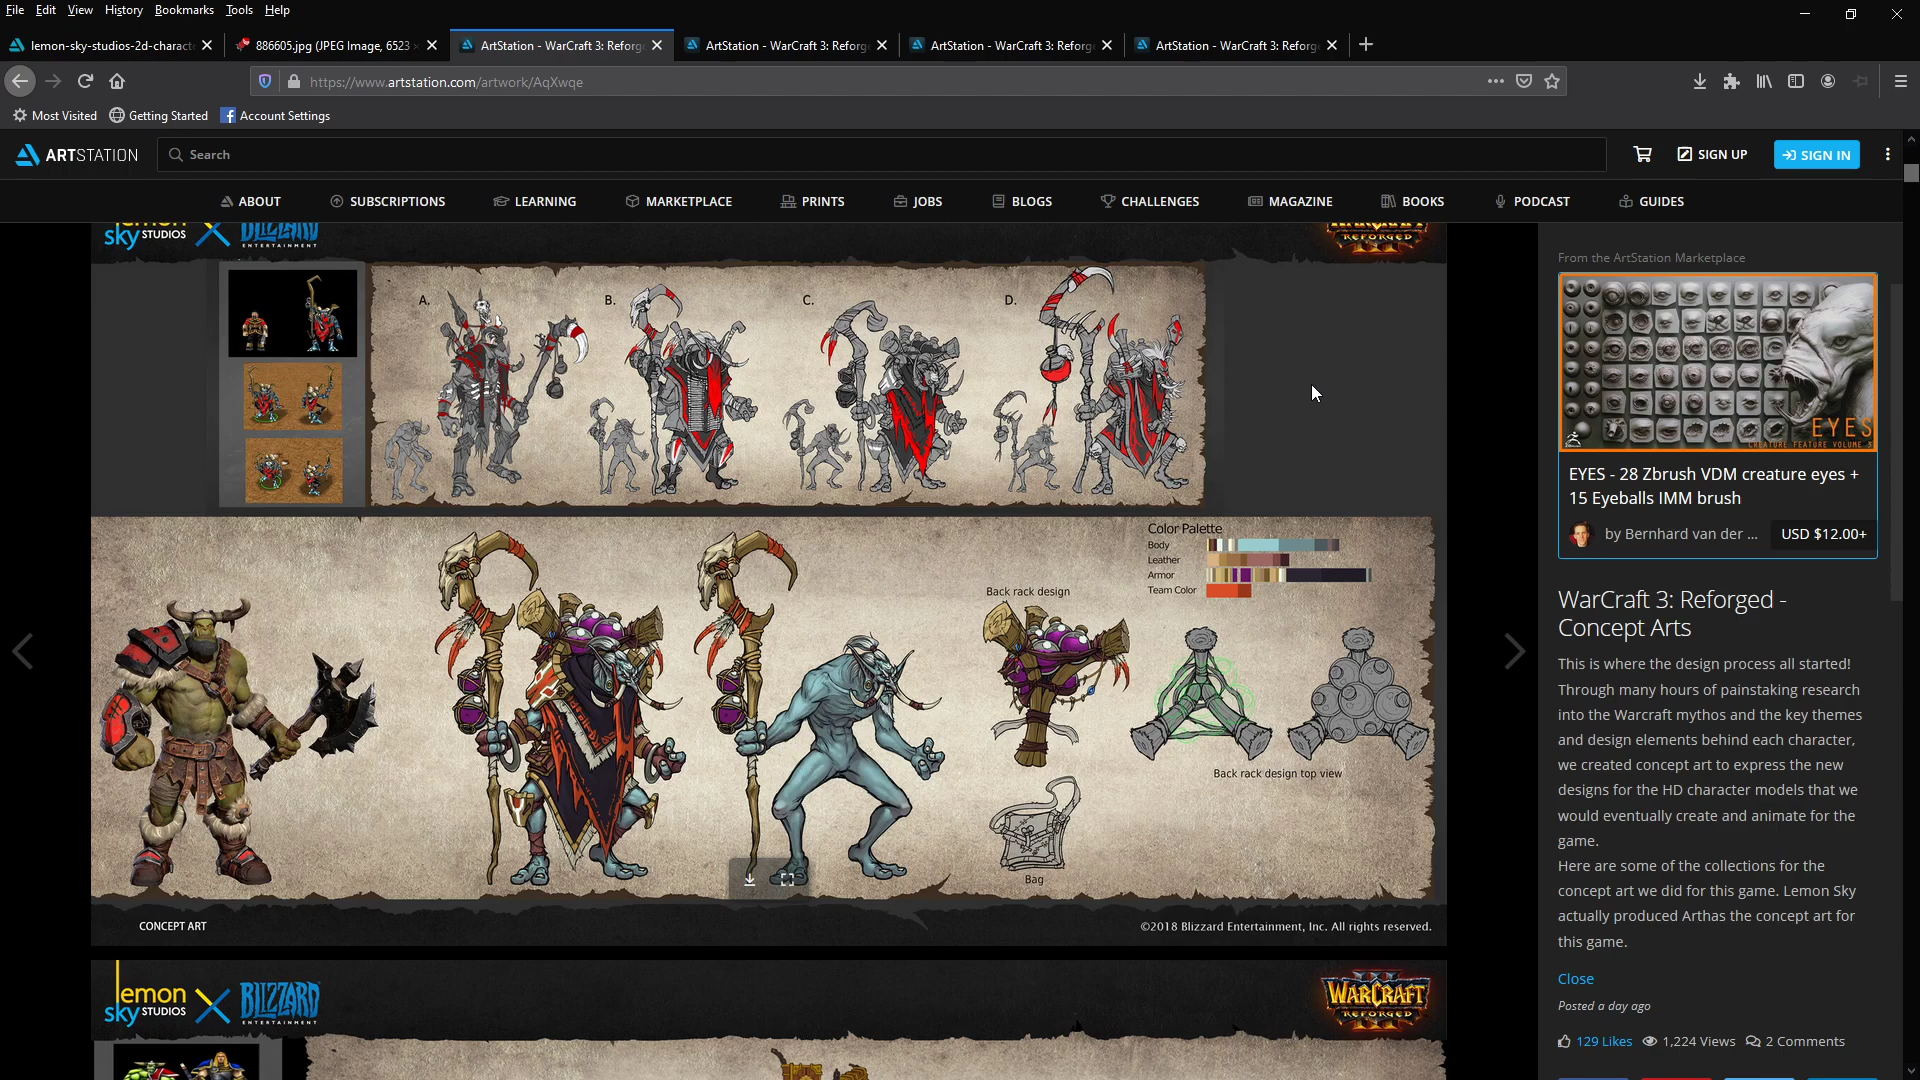 File Edit View History Bookmarks Tools Help
lemon-sky-studios-2d-charact
886605.jpg (JPEG Image, 6523
ArtStation - WarCraft 3: Reforg
ArtStation - WarCraft 3: Reforg
ArtStation - WarCraft 3: Reforg
ArtStation - WarCraft 3: Reforg
https://www.artstation.com/artwork/AqXwqe
Most Visited Getting Started Account Settings
ARTSTATION Search SIGN UP SIGN IN
ABOUT SUBSCRIPTIONS LEARNING MARKETPLACE PRINTS JOBS BLOGS CHALLENGES MAGAZINE BOOKS PODCAST GUIDES
lemon sky STUDIOS X BLIZZARD ENTERTAINMENT
REFORGED
A. B. C. D.
Color Palette
Body
Leather
Armor
Team Color
Back rack design
Back rack design top view
Bag
CONCEPT ART
©2018 Blizzard Entertainment, Inc. All rights reserved.
lemon sky STUDIOS X BLIZZARD ENTERTAINMENT
WARCRAFT III REFORGED
From the ArtStation Marketplace
EYES
CREATURE FEATURE VOLUME 3
EYES - 28 Zbrush VDM creature eyes +
15 Eyeballs IMM brush
by Bernhard van der ... USD $12.00+
WarCraft 3: Reforged -
Concept Arts
This is where the design process all started!
Through many hours of painstaking research
into the Warcraft mythos and the key themes
and design elements behind each character,
we created concept art to express the new
designs for the HD character models that we
would eventually create and animate for the
game.
Here are some of the collections for the
concept art we did for this game. Lemon Sky
actually produced Arthas the concept art for
this game.
Close
Posted a day ago
129 Likes 1,224 Views 2 Comments